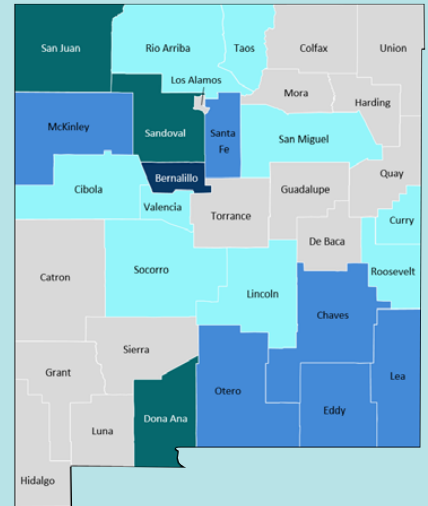 San Juan
Rio Arriba
Taos
Colfax
Union
Los Alamos
Mora
Harding
McKinley
Sandoval
Santa
Fe
San Miguel
Quay
Bernalillo
Cibola
Valencia
Guadalupe
Torrance
Curry
De Baca
Roosevelt
Catron
Socorro
Lincoln
Chaves
Sierra
Grant
Otero
Lea
Eddy
Dona Ana
Luna
Hidalgo